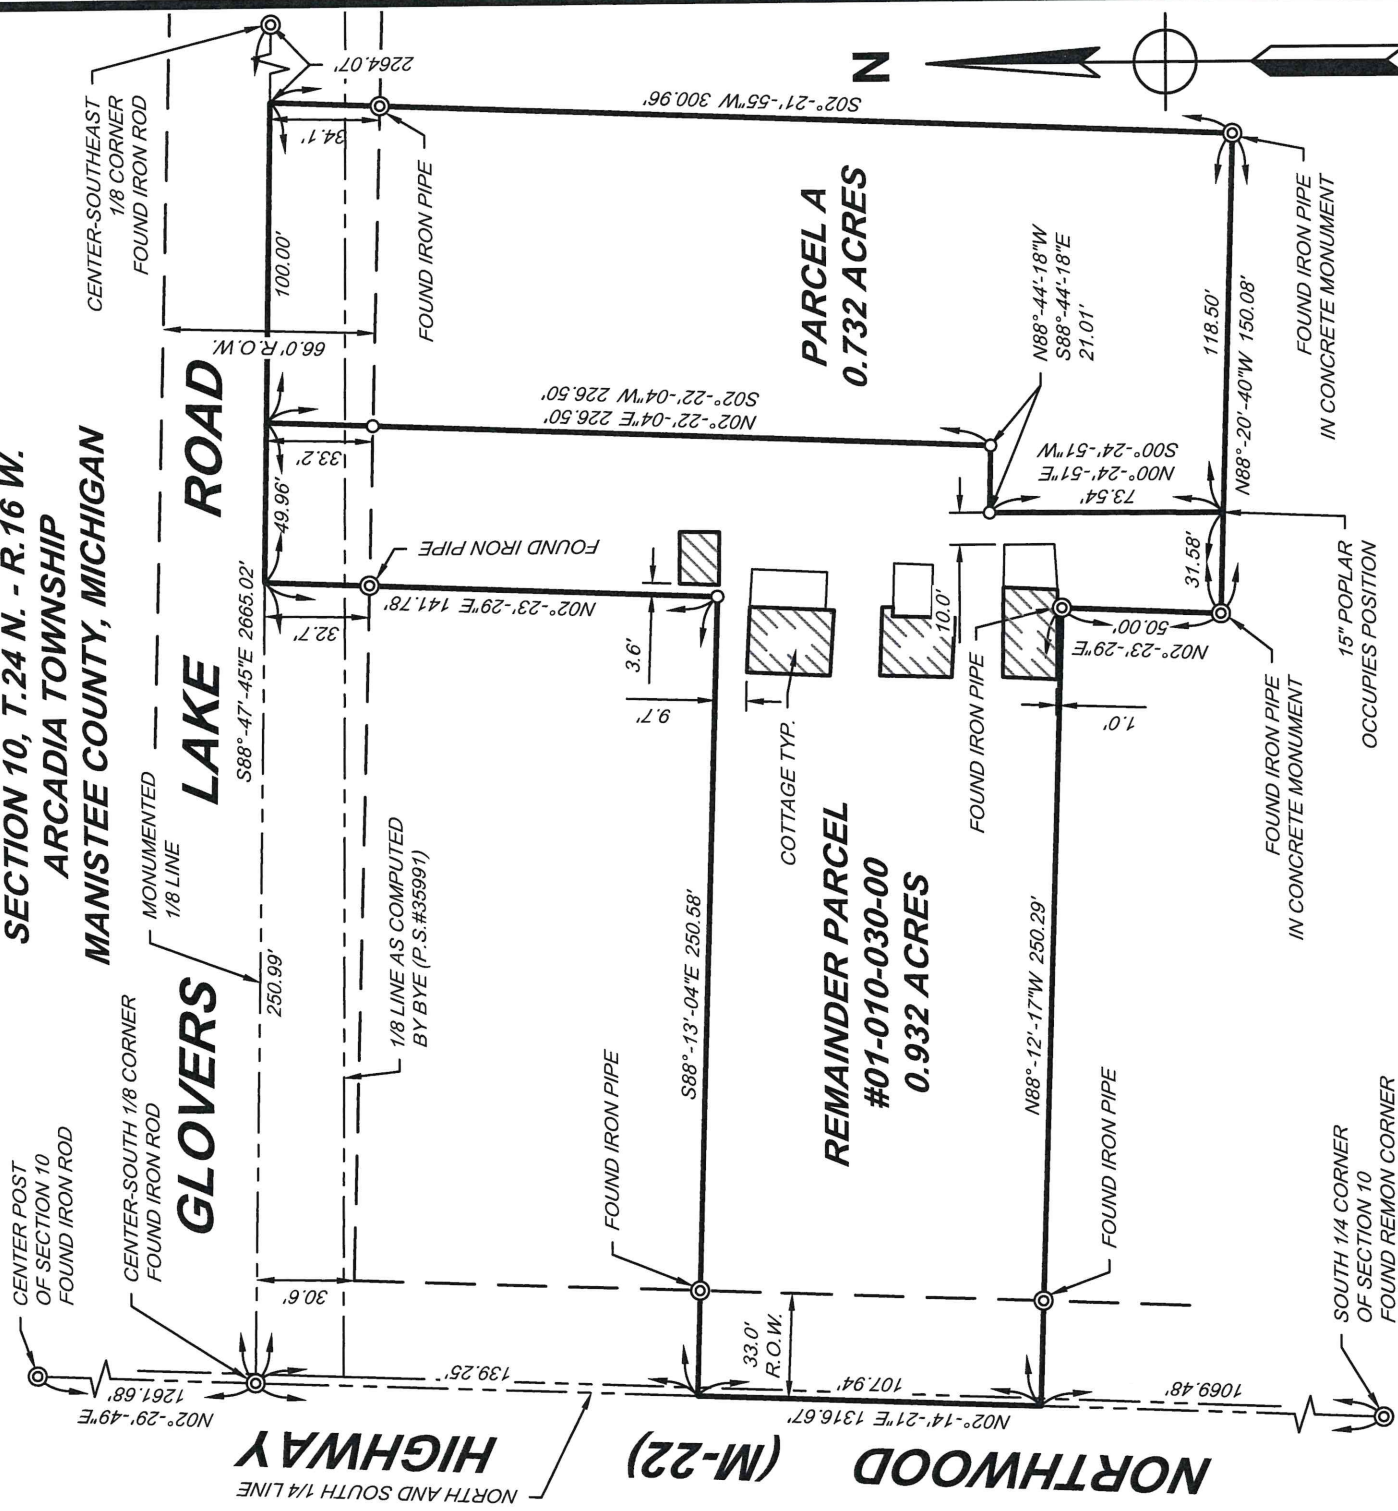 SECTION 10, T.24 N. - R.16 W.
ARCADIA TOWNSHIP
MANISTEE COUNTY, MICHIGAN
CENTER POST
OF SECTION 10
FOUND IRON ROD
CENTER-SOUTH 1/8 CORNER
FOUND IRON ROD
MONUMENTED
1/8 LINE
CENTER-SOUTHEAST
1/8 CORNER
FOUND IRON ROD
GLOVERS LAKE ROAD
250.99'
S88°-47'-45"E 2665.02'
49.96'
100.00'
2264.07'
30.6'
32.7'
33.2'
34.1'
66.0' R.O.W.
1/8 LINE AS COMPUTED
BY BYE (P.S.#35991)
FOUND IRON PIPE
FOUND IRON PIPE
N
N02°-29'-49"E
1261.68'
139.25'
NORTHWOOD (M-22) HIGHWAY
NORTH AND SOUTH 1/4 LINE
N02°-14'-21"E 1316.67'
107.94'
1069.48'
33.0'
R.O.W.
FOUND IRON PIPE
FOUND IRON PIPE
S88°-13'-04"E 250.58'
N02°-23'-29"E 141.78'
3.6'
9.7'
COTTAGE TYP.
REMAINDER PARCEL
#01-010-030-00
0.932 ACRES
N88°-12'-17"W 250.29'
FOUND IRON PIPE
10.0'
1.0'
N02°-23'-29"E
50.00'
N02°-22'-04"E 226.50'
S02°-22'-04"W 226.50'
PARCEL A
0.732 ACRES
S02°-21'-55"W 300.96'
N88°-44'-18"W
S88°-44'-18"E
21.01'
73.54'
N00°-24'-51"E
S00°-24'-51"W
31.58'
118.50'
N88°-20'-40"W 150.08'
FOUND IRON PIPE
IN CONCRETE MONUMENT
15" POPLAR
OCCUPIES POSITION
FOUND IRON PIPE
IN CONCRETE MONUMENT
SOUTH 1/4 CORNER
OF SECTION 10
FOUND REMON CORNER